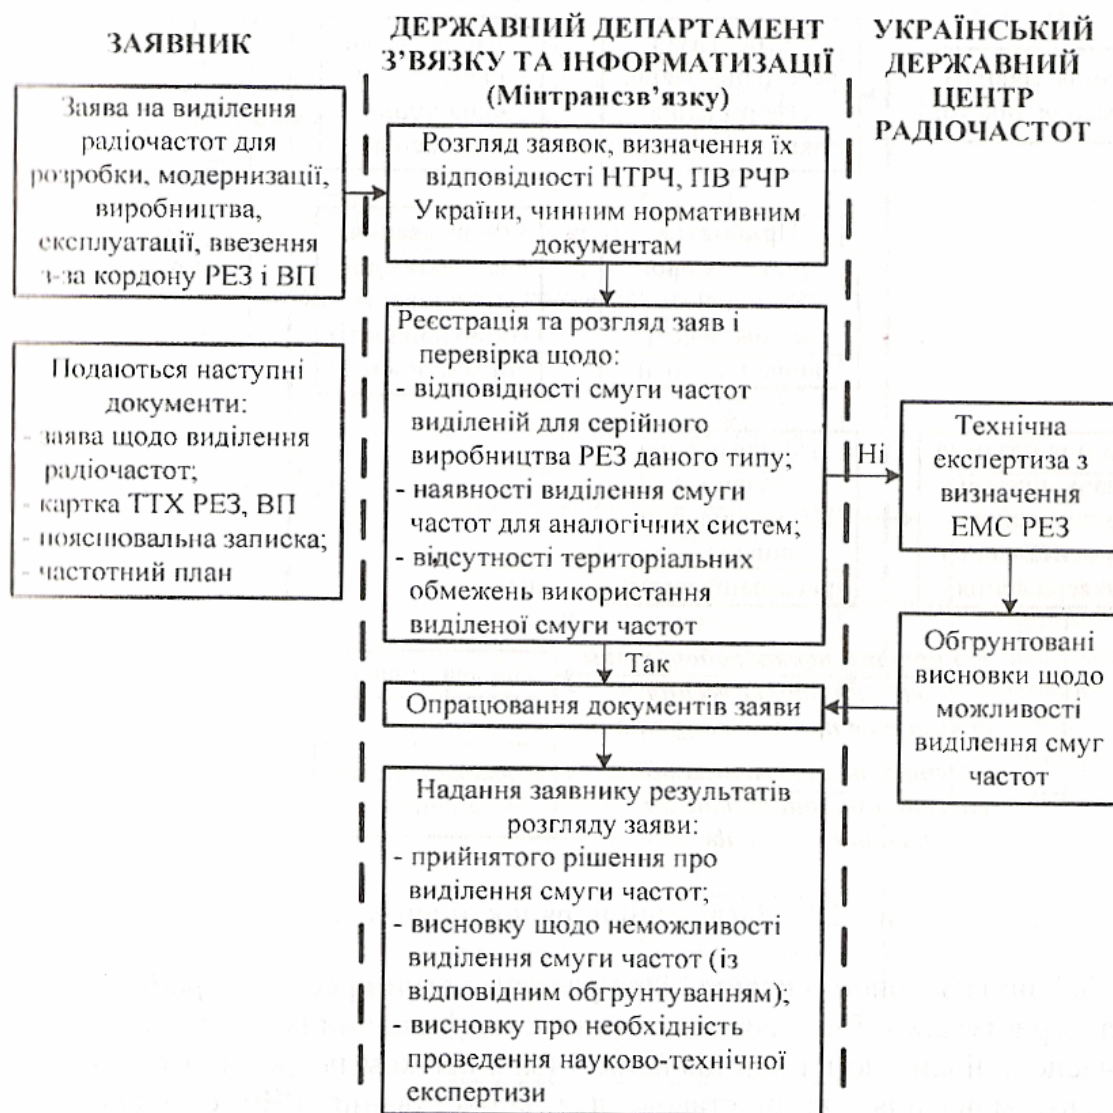 ЗАЯВНИК
ДЕРЖАВНИЙ ДЕПАРТАМЕНТ
З’ВЯЗКУ ТА ІНФОРМАТИЗАЦІЇ
(Мінтрансзв’язку)
УКРАЇНСЬКИЙ
ДЕРЖАВНИЙ
ЦЕНТР
РАДІОЧАСТОТ
Заява на виділення
радіочастот для
розробки, модернизації,
виробництва,
експлуатації, ввезення
з-за кордону РЕЗ і ВП
Подаються наступні
документи:
- заява щодо виділення
радіочастот;
- картка ТТХ РЕЗ, ВП
- пояснювальна записка;
- частотний план
Розгляд заявок, визначення їх
відповідності НТРЧ, ПВ РЧР
України, чинним нормативним
документам
Реєстрація та розгляд заяв і
перевірка щодо:
- відповідності смуги частот
виділеній для серійного
виробництва РЕЗ даного типу;
- наявності виділення смуги
частот для аналогічних систем;
- відсутності територіальних
обмежень використання
виділеної смуги частот
Ні
Технічна
експертиза з
визначення
ЕМС РЕЗ
Обгрунтовані
висновки щодо
можливості
виділення смуг
частот
Так
Опрацювання документів заяви
Надання заявнику результатів
розгляду заяви:
- прийнятого рішення про
виділення смуги частот;
- висновку щодо неможливості
виділення смуги частот (із
відповідним обгрунтуванням);
- висновку про необхідність
проведення науково-технічної
експертизи